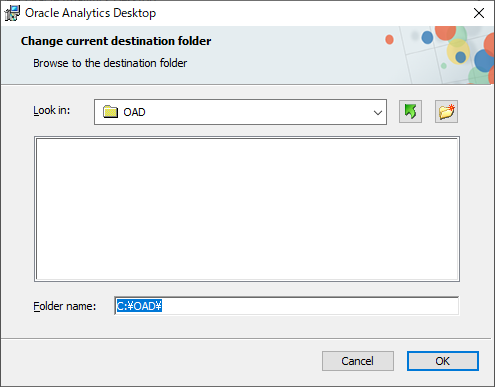 Oracle Analytics Desktop
Change current destination folder
Browse to the destination folder
Look in:
OAD
Folder name:
C:¥OAD¥
Cancel
OK